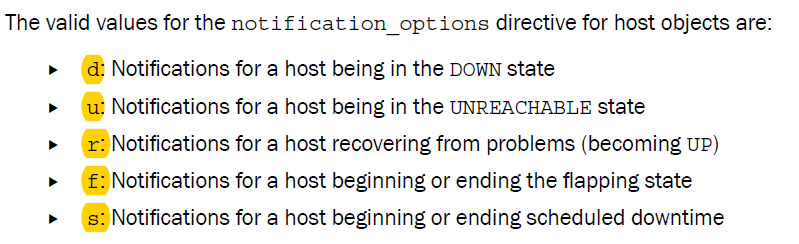 The valid values for the notification_options directive for host objects are:
▸ d: Notifications for a host being in the DOWN state
▸ u: Notifications for a host being in the UNREACHABLE state
▸ r: Notifications for a host recovering from problems (becoming UP)
▸ f: Notifications for a host beginning or ending the flapping state
▸ s: Notifications for a host beginning or ending scheduled downtime